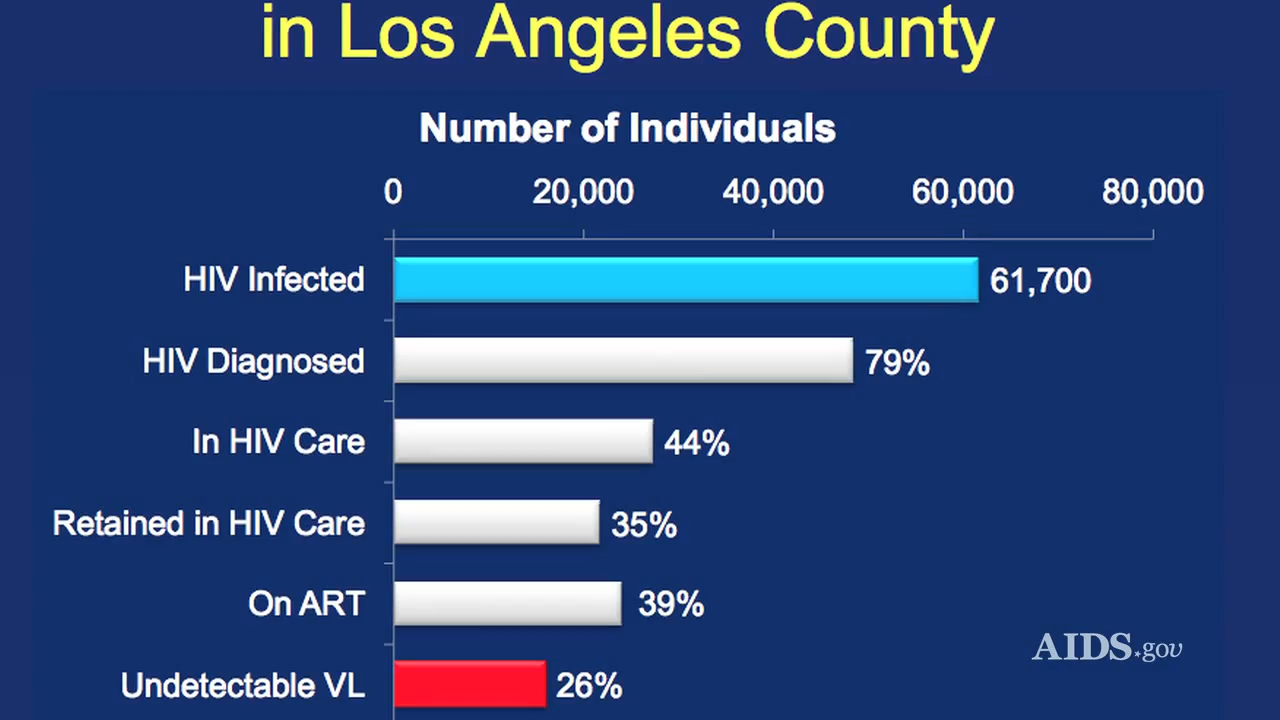 in Los Angeles County
Number of Individuals
0 20,000 40,000 60,000 80,000
HIV Infected 61,700
HIV Diagnosed 79%
In HIV Care 44%
Retained in HIV Care 35%
On ART 39%
AIDS.gov
Undetectable VL 26%